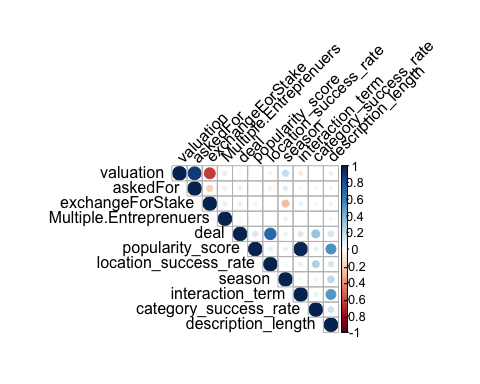 valuation
askedFor
exchangeForStake
Multiple.Entreprenuers
deal
popularity_score
location_success_rate
season
interaction_term
category_success_rate
description_length
valuation
askedFor
exchangeForStake
Multiple.Entreprenuers
deal
popularity_score
location_success_rate
season
interaction_term
category_success_rate
description_length
1
0.8
0.6
0.4
0.2
0
-0.2
-0.4
-0.6
-0.8
-1